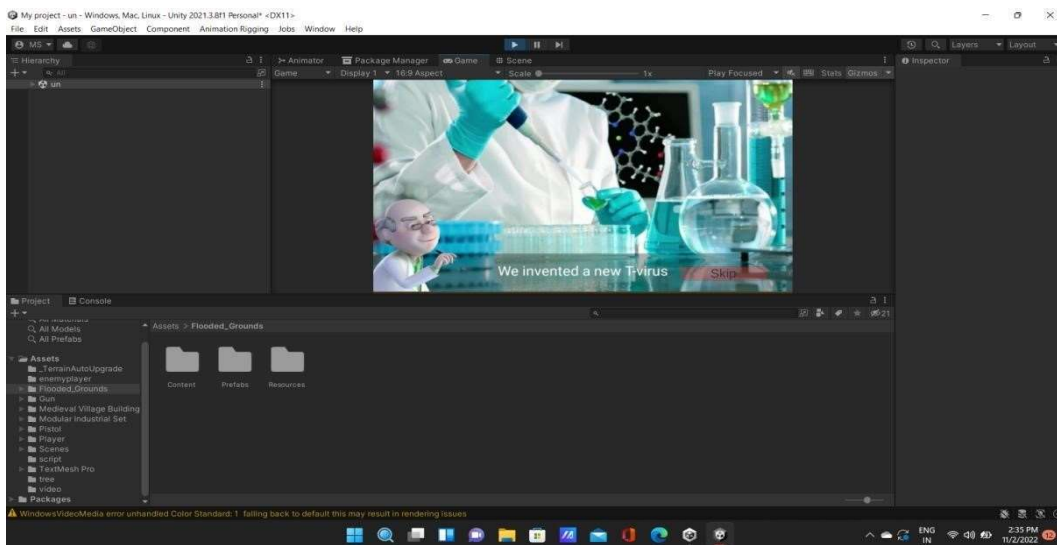 My project - un - Windows, Mac, Linux - Unity 2021.3.8f1 Personal* <DX11>
File Edit Assets GameObject Component Animation Rigging Jobs Window Help
MS Layers Layout
Hierarchy Animator Package Manager Game Scene Inspector
All Game Display 1 16:9 Aspect Scale 1x Play Focused Stats Gizmos
un
We invented a new T-virus Skip
Project Console
All Models
All Prefabs
Assets > Flooded_Grounds
Assets
_TerrainAutoUpgrade
enemyplayer
Flooded_Grounds
Gun
Medieval Village Building
Modular Industrial Set
Pistol
Player
Scenes
script
TextMesh Pro
tree
video
Packages
Content Prefabs Resources
21
WindowsVideoMedia error unhandled Color Standard: 1 falling back to default this may result in rendering issues
ENG
IN
2:35 PM
11/2/2022